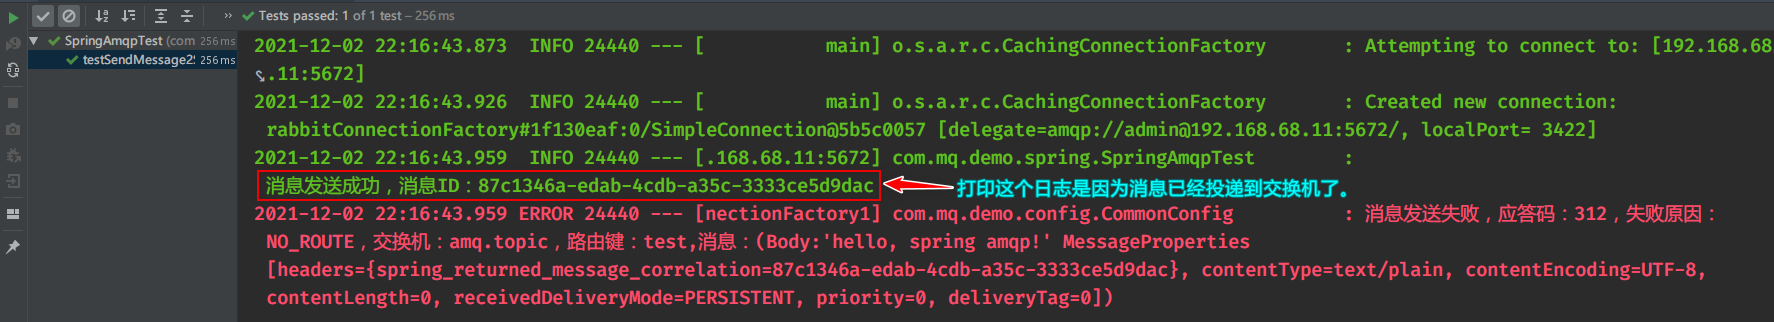 Tests passed: 1 of 1 test – 256 ms
SpringAmqpTest (com 256 ms
testSendMessage2S 256 ms
2021-12-02 22:16:43.873  INFO 24440 --- [           main] o.s.a.r.c.CachingConnectionFactory       : Attempting to connect to: [192.168.68
.11:5672]
2021-12-02 22:16:43.926  INFO 24440 --- [           main] o.s.a.r.c.CachingConnectionFactory       : Created new connection:
rabbitConnectionFactory#1f130eaf:0/SimpleConnection@5b5c0057 [delegate=amqp://admin@192.168.68.11:5672/, localPort= 3422]
2021-12-02 22:16:43.959  INFO 24440 --- [.168.68.11:5672] com.mq.demo.spring.SpringAmqpTest        :
消息发送成功，消息ID：87c1346a-edab-4cdb-a35c-3333ce5d9dac
打印这个日志是因为消息已经投递到交换机了。
2021-12-02 22:16:43.959 ERROR 24440 --- [nectionFactory1] com.mq.demo.config.CommonConfig          : 消息发送失败，应答码：312，失败原因：
NO_ROUTE，交换机：amq.topic，路由键：test,消息：(Body:'hello, spring amqp!' MessageProperties
[headers={spring_returned_message_correlation=87c1346a-edab-4cdb-a35c-3333ce5d9dac}, contentType=text/plain, contentEncoding=UTF-8,
contentLength=0, receivedDeliveryMode=PERSISTENT, priority=0, deliveryTag=0])